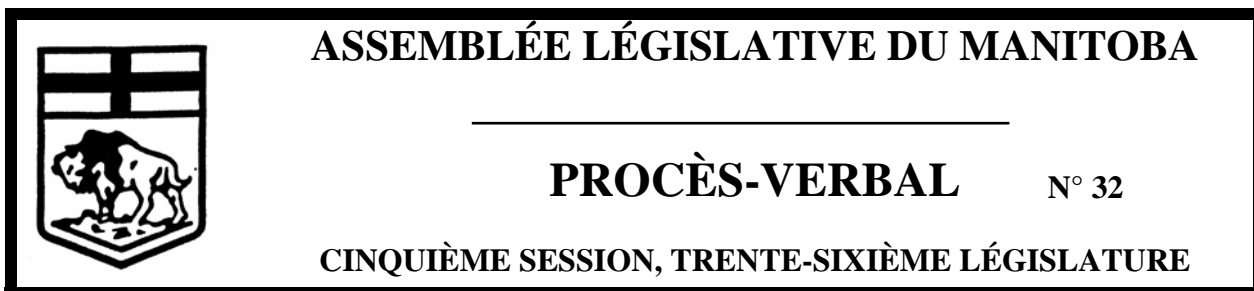 ASSEMBLÉE LÉGISLATIVE DU MANITOBA
PROCÈS-VERBAL N° 32
CINQUIÈME SESSION, TRENTE-SIXIÈME LÉGISLATURE